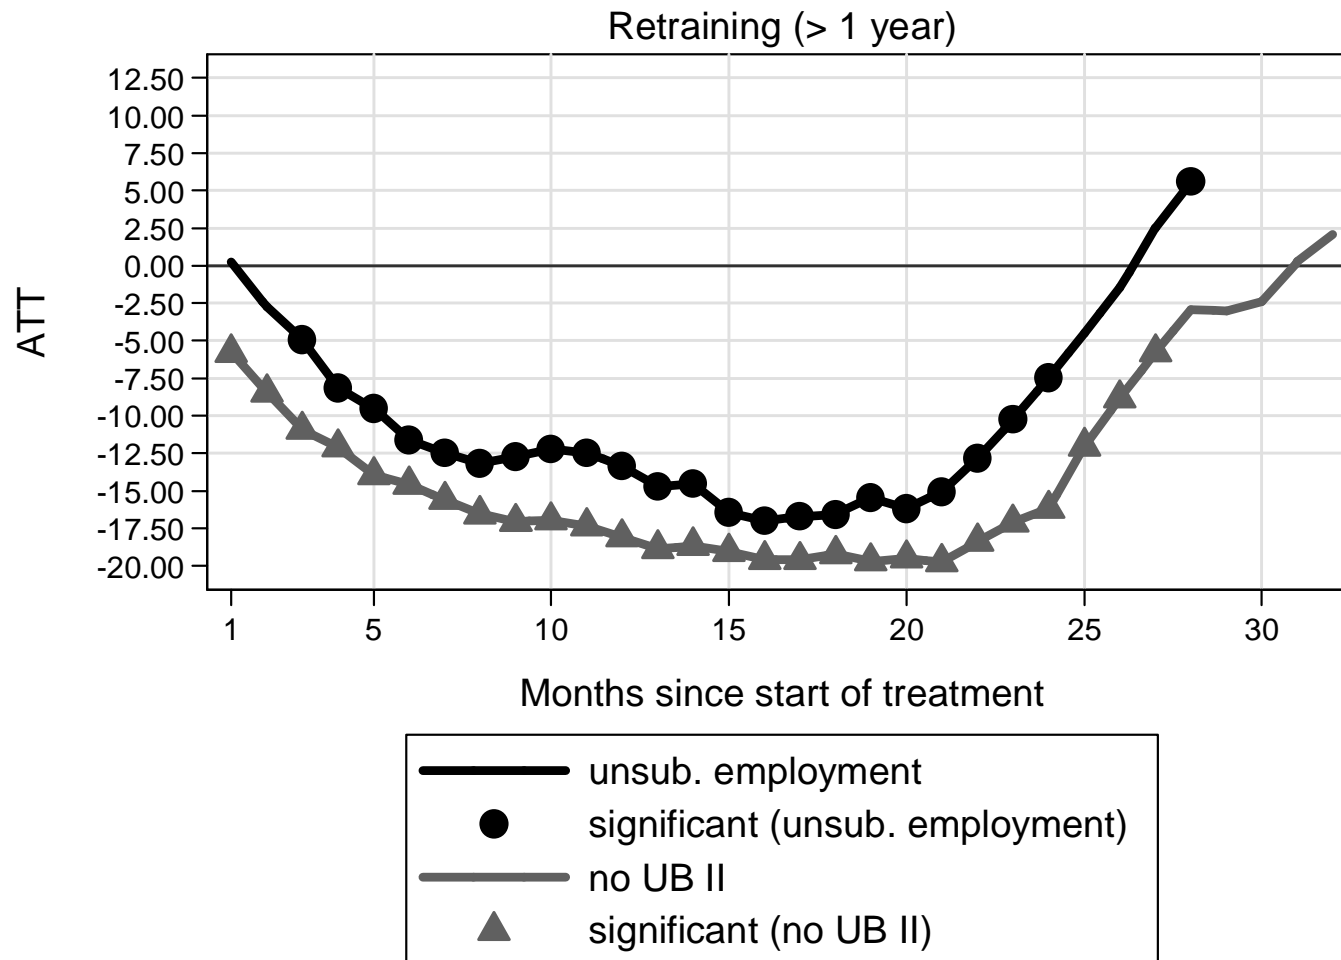 Retraining (> 1 year)
12.50
10.00
7.50
5.00
2.50
0.00
-2.50
-5.00
-7.50
-10.00
-12.50
-15.00
-17.50
-20.00
ATT
1 5 10 15 20 25 30
Months since start of treatment
unsub. employment
significant (unsub. employment)
no UB II
significant (no UB II)